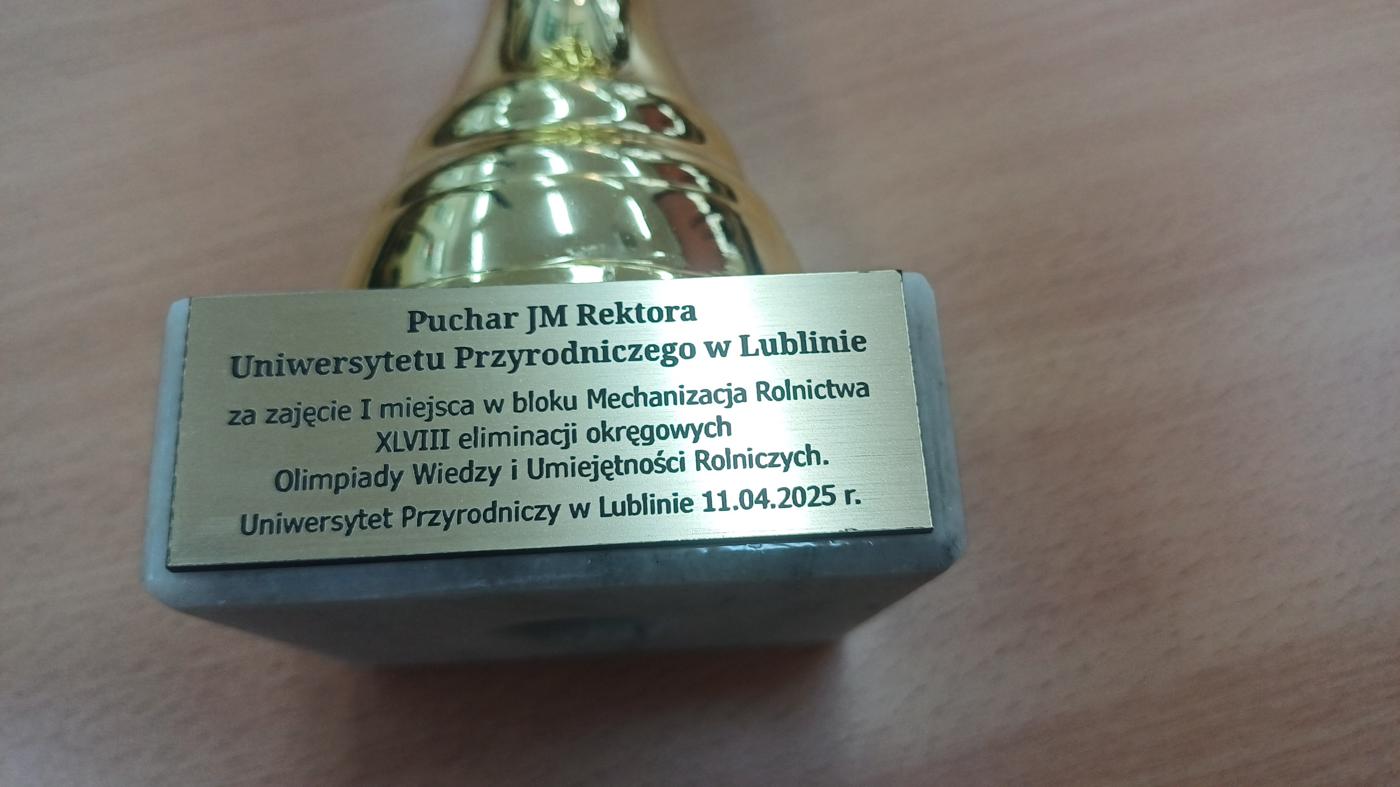 Puchar JM Rektora
Uniwersytetu Przyrodniczego w Lublinie
za zajęcie I miejsca w bloku Mechanizacja Rolnictwa
XLVIII eliminacji okręgowych
Olimpiady Wiedzy i Umiejętności Rolniczych.
Uniwersytet Przyrodniczy w Lublinie 11.04.2025 r.